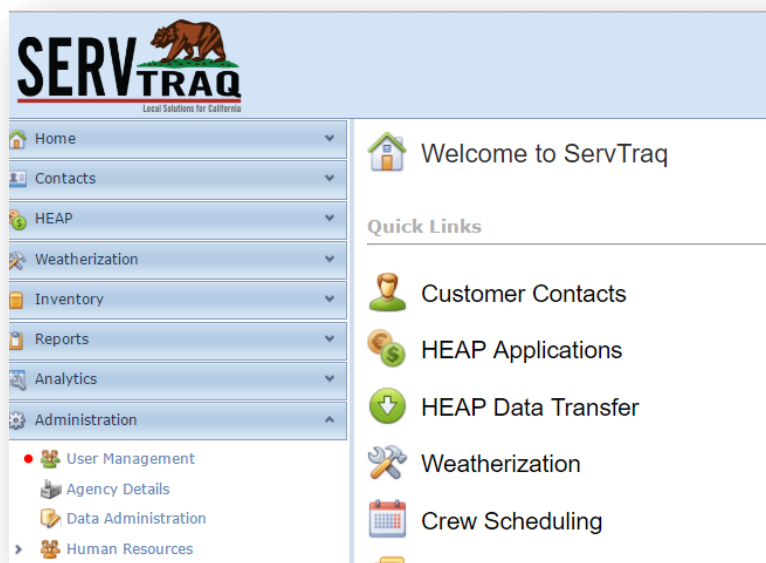 SERVTRAQ
Local Solutions for California
Home
Contacts
HEAP
Weatherization
Inventory
Reports
Analytics
Administration
User Management
Agency Details
Data Administration
Human Resources
Welcome to ServTraq
Quick Links
Customer Contacts
HEAP Applications
HEAP Data Transfer
Weatherization
Crew Scheduling